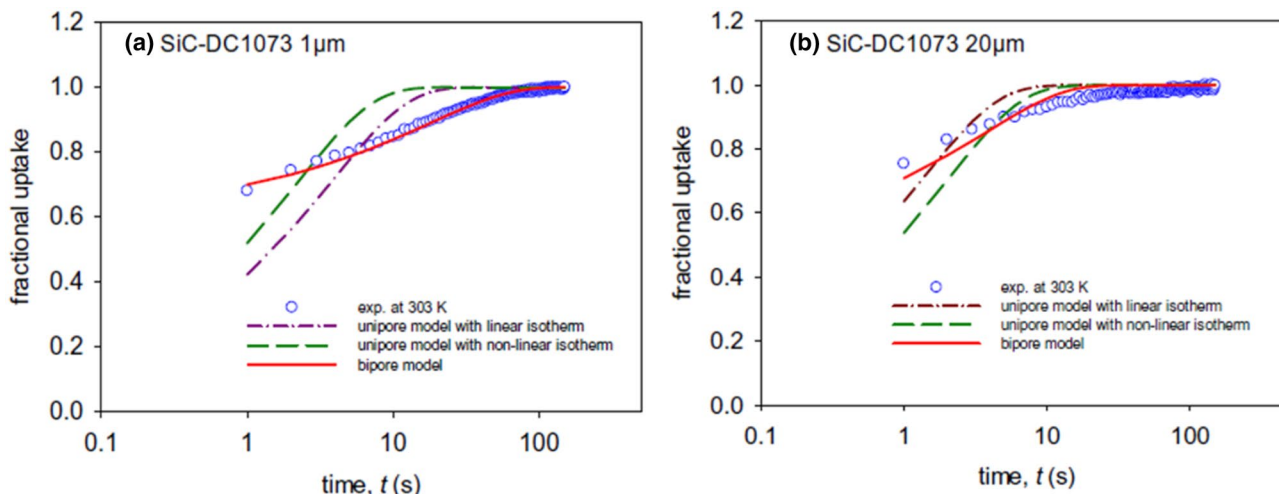 (a) SiC-DC1073 1µm
fractional uptake
1.2
1.0
0.8
0.6
0.4
0.2
0.0
exp. at 303 K
unipore model with linear isotherm
unipore model with non-linear isotherm
bipore model
0.1 1 10 100
time, t (s)
(b) SiC-DC1073 20µm
fractional uptake
1.2
1.0
0.8
0.6
0.4
0.2
0.0
exp. at 303 K
unipore model with linear isotherm
unipore model with non-linear isotherm
bipore model
0.1 1 10 100
time, t (s)